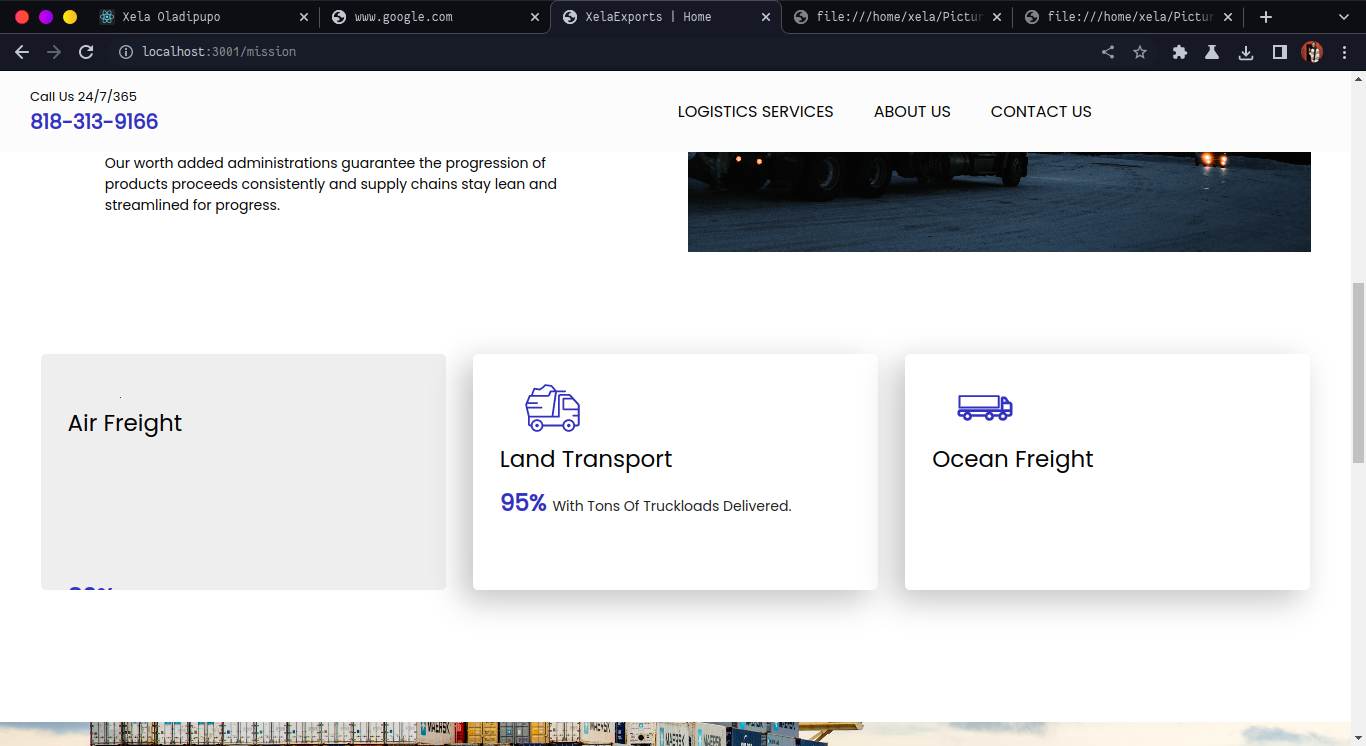 Xela Oladipupo
www.google.com
XelaExports | Home
file:///home/xela/Pictur
file:///home/xela/Pictur
localhost:3001/mission
Call Us 24/7/365
818-313-9166
LOGISTICS SERVICES
ABOUT US
CONTACT US
Our worth added administrations guarantee the progression of
products proceeds consistently and supply chains stay lean and
streamlined for progress.
Air Freight
Land Transport
95% With Tons Of Truckloads Delivered.
Ocean Freight
MAERSK
MAERSK
MAERSK
MAERSK